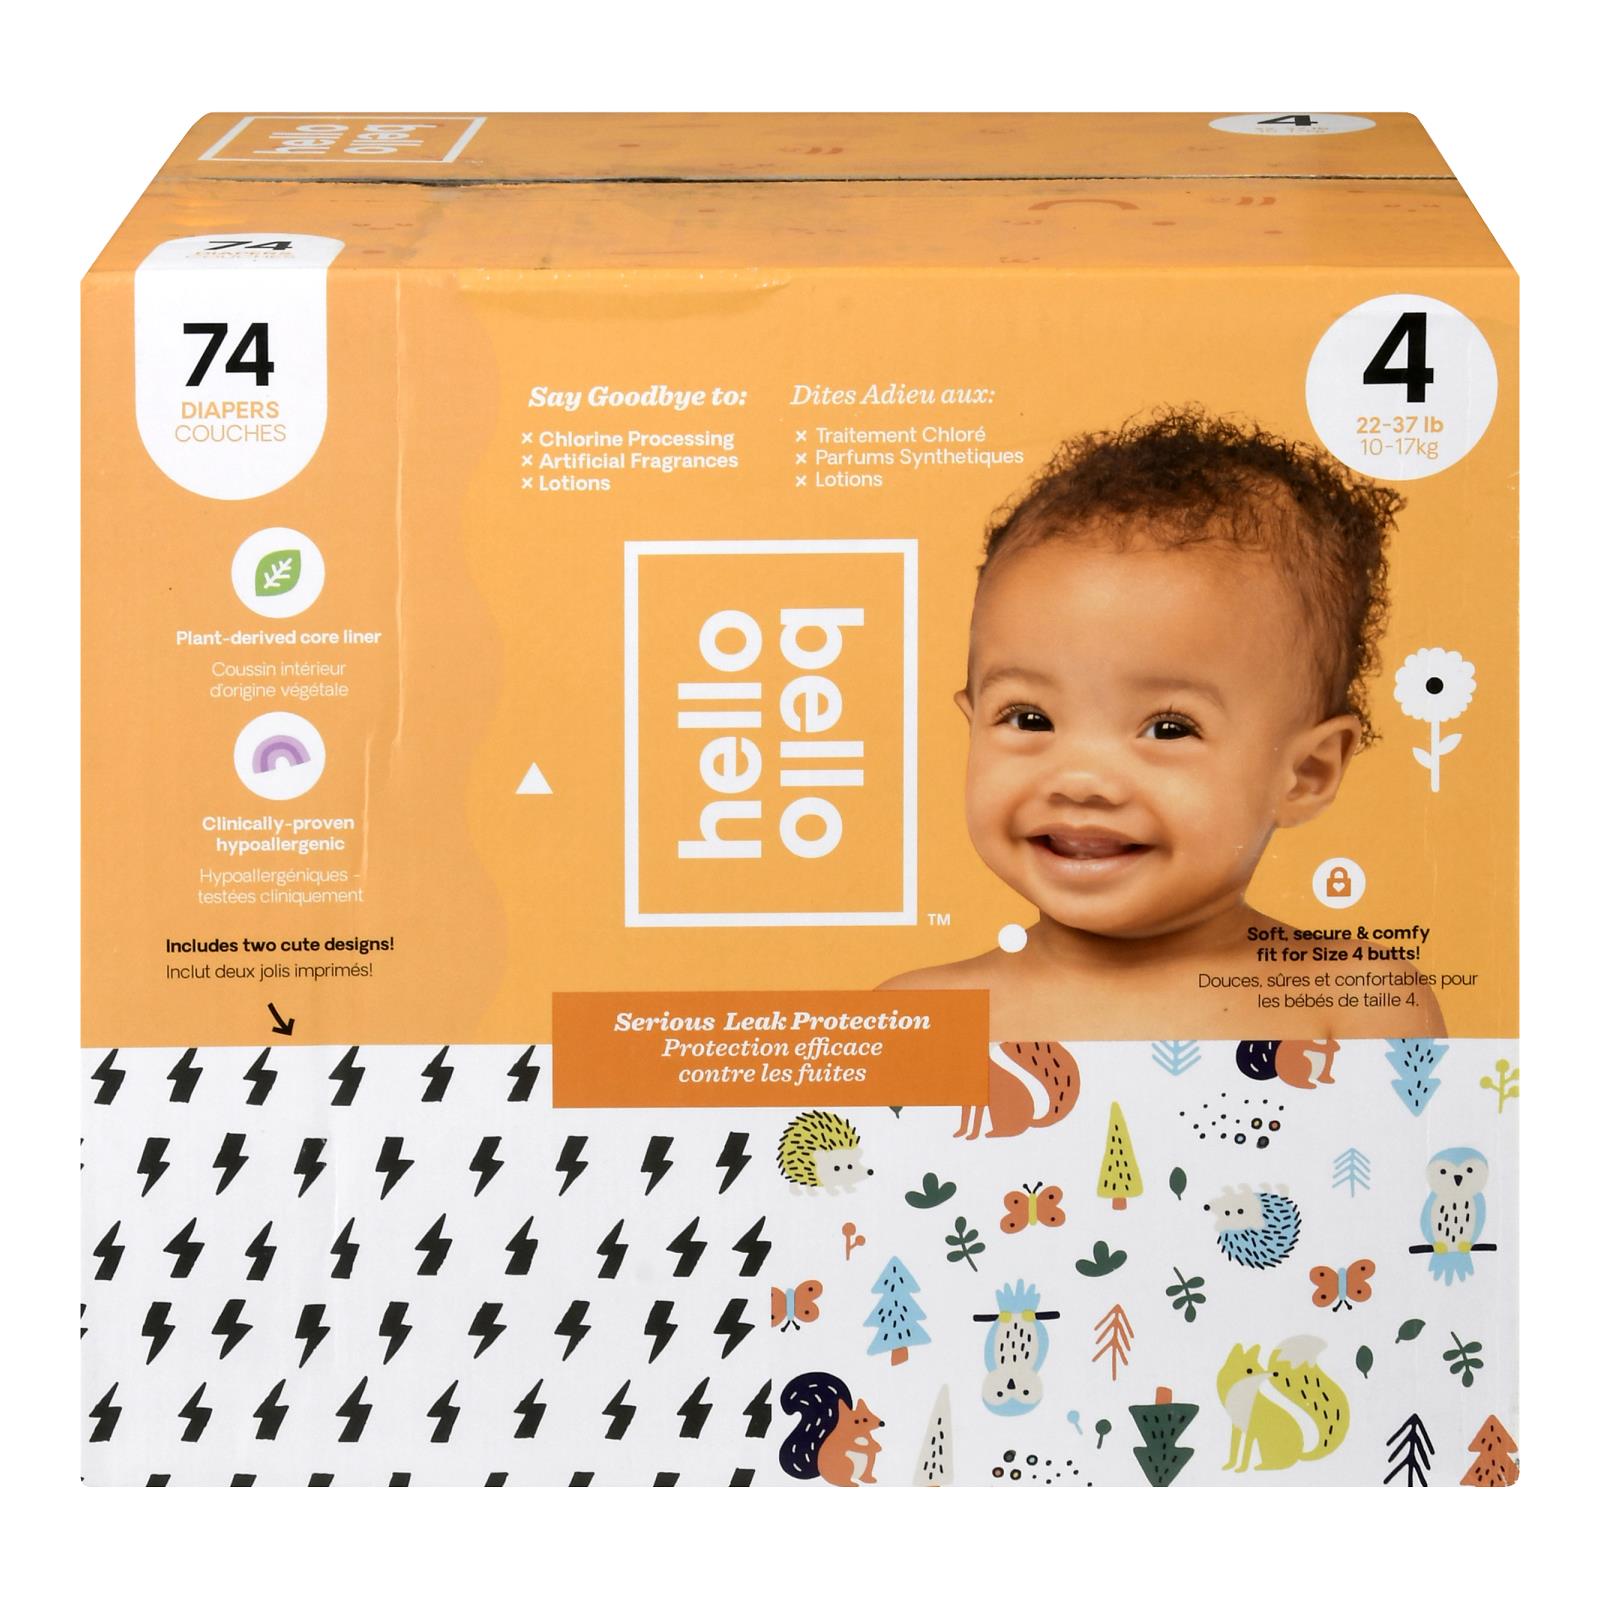 hello
bello
4
74
DIAPERS
COUCHES
74
DIAPERS
COUCHES
Say Goodbye to:
× Chlorine Processing
× Artificial Fragrances
× Lotions
Dites Adieu aux:
× Traitement Chloré
× Parfums Synthetiques
× Lotions
4
22-37 lb
10-17kg
Plant-derived core liner
Coussin intérieur
d'origine végétale
Clinically-proven
hypoallergenic
Hypoallergéniques -
testées cliniquement
Includes two cute designs!
Inclut deux jolis imprimés!
hello
bello
TM
Soft, secure & comfy
fit for Size 4 butts!
Douces, sûres et confortables pour
les bébés de taille 4.
Serious Leak Protection
Protection efficace
contre les fuites